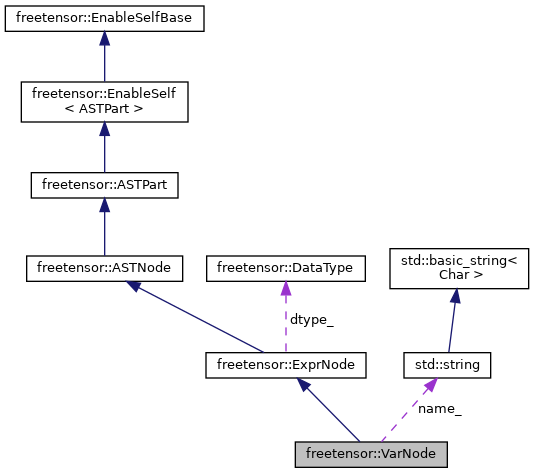 freetensor::EnableSelfBase
freetensor::EnableSelf
< ASTPart >
freetensor::ASTPart
freetensor::ASTNode
freetensor::DataType
std::basic_string<
Char >
dtype_
freetensor::ExprNode
std::string
name_
freetensor::VarNode